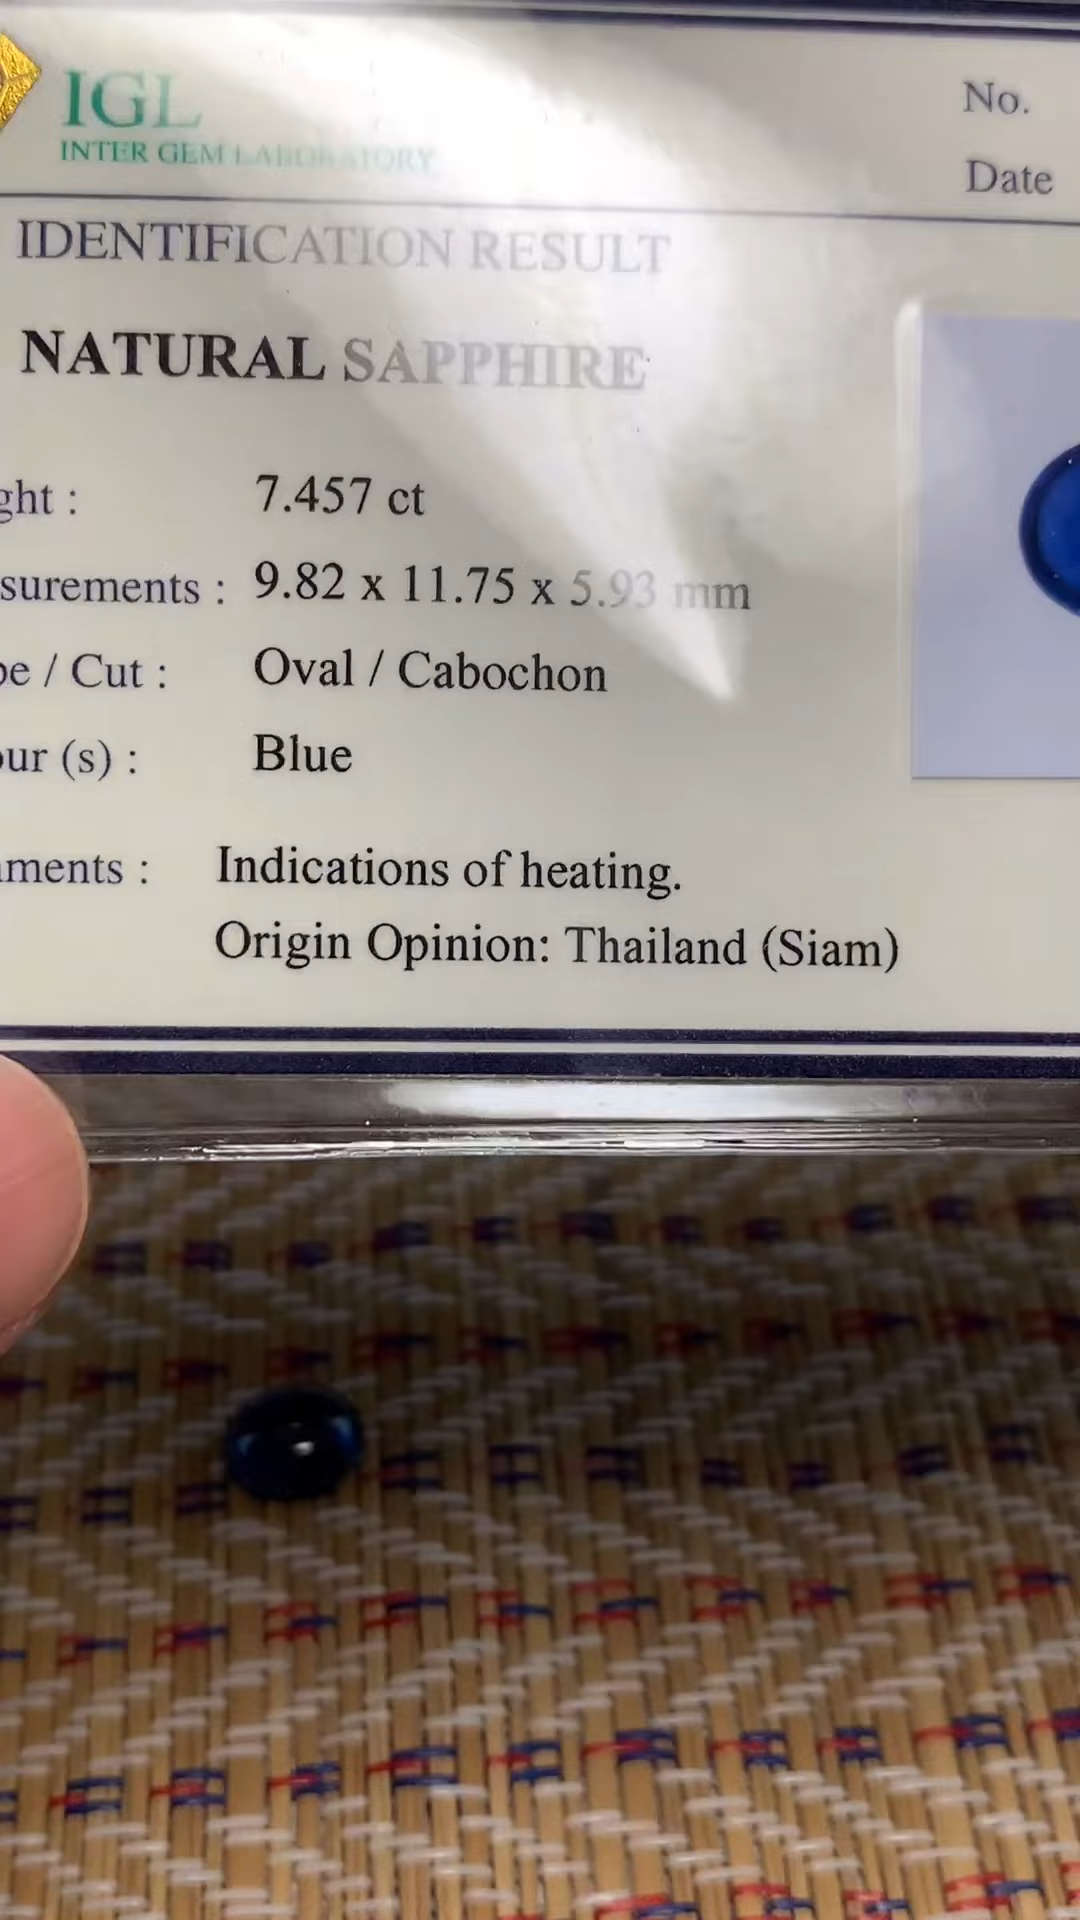 IGL
INTER GEM LABORATORY
No.
Date
IDENTIFICATION RESULT
NATURAL SAPPHIRE
ght : 7.457 ct
surements : 9.82 x 11.75 x 5.93 mm
pe / Cut : Oval / Cabochon
our (s) : Blue
ments : Indications of heating.
Origin Opinion: Thailand (Siam)